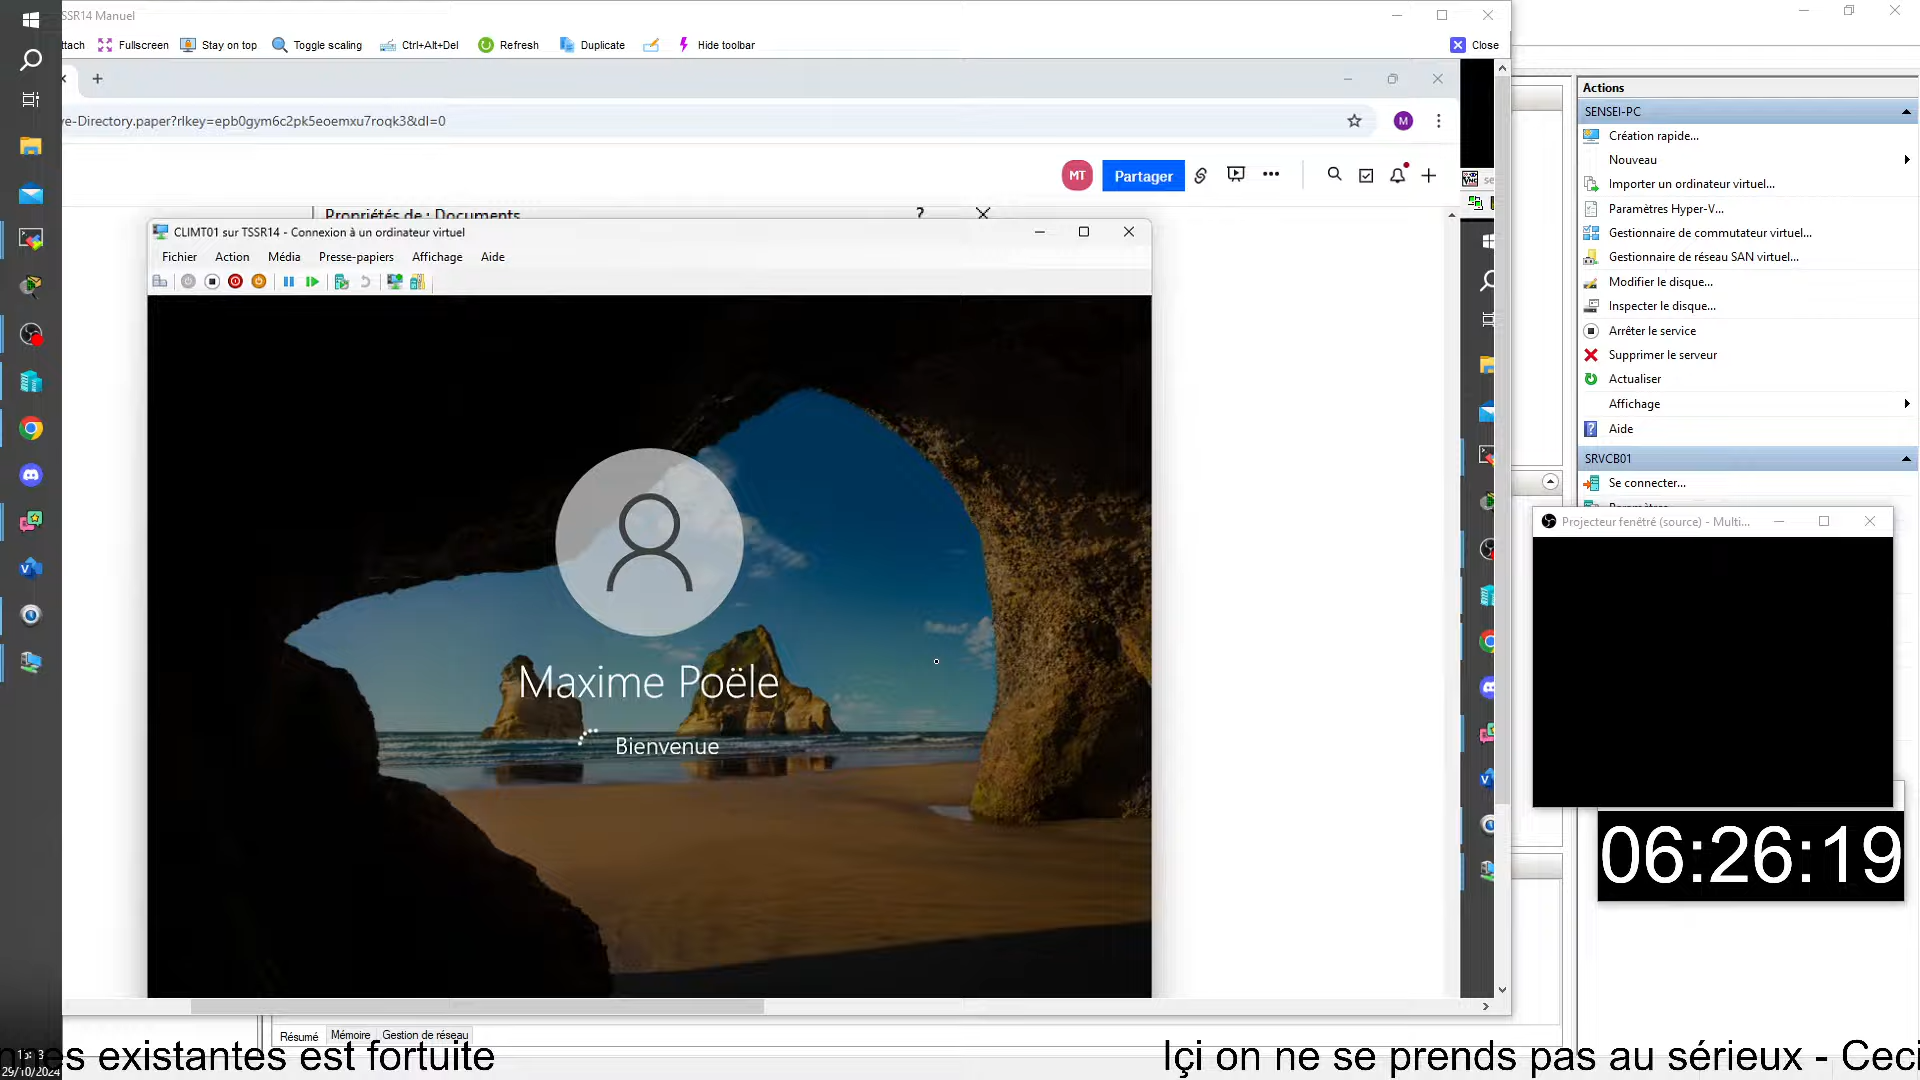 SSR14 Manuel
ttach Fullscreen Stay on top Toggle scaling Ctrl+Alt+Del Refresh Duplicate Hide toolbar Close
ve-Directory.paper?rlkey=epb0gym6c2pk5eoemxu7roqk3&dl=0
M
MT Partager
Propriétés de : Documents ?
CLIMT01 sur TSSR14 - Connexion à un ordinateur virtuel
Fichier Action Média Presse-papiers Affichage Aide
Maxime Poële
Bienvenue
se
Actions
SENSEI-PC
Création rapide...
Nouveau
Importer un ordinateur virtuel...
Paramètres Hyper-V...
Gestionnaire de commutateur virtuel...
Gestionnaire de réseau SAN virtuel...
Modifier le disque...
Inspecter le disque...
Arrêter le service
Supprimer le serveur
Actualiser
Affichage
Aide
SRVCB01
Se connecter...
Projecteur fenêtré (source) - Multi...
06:26:19
Résumé Mémoire Gestion de réseau
nnes existantes est fortuite Içi on ne se prends pas au sérieux - Ceci
29/10/2024